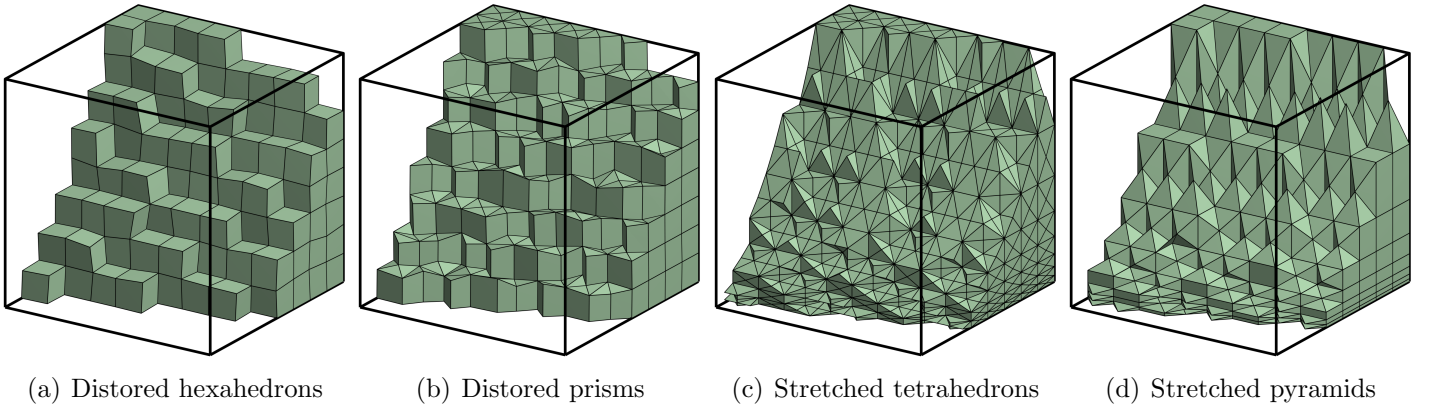 (a) Distored hexahedrons
(b) Distored prisms
(c) Stretched tetrahedrons
(d) Stretched pyramids